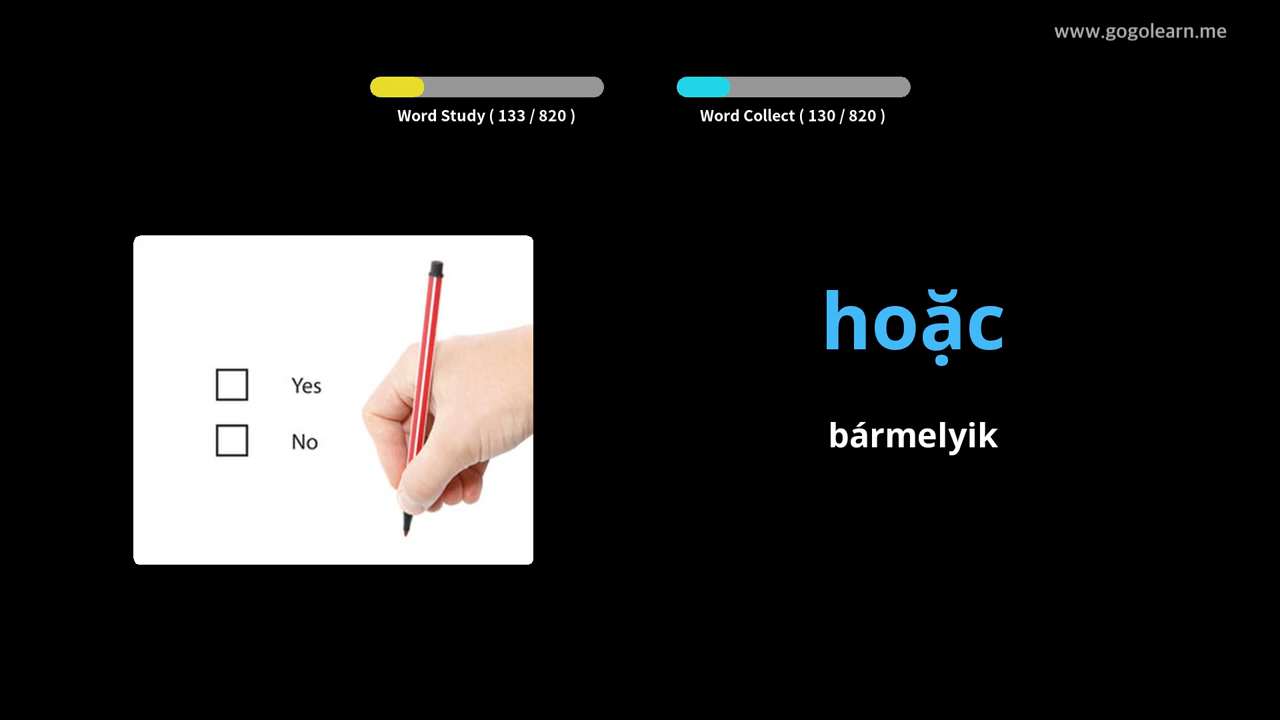 www.gogolearn.me
Word Study ( 133 / 820 )
Word Collect ( 130 / 820 )
Yes
No
hoặc
bármelyik